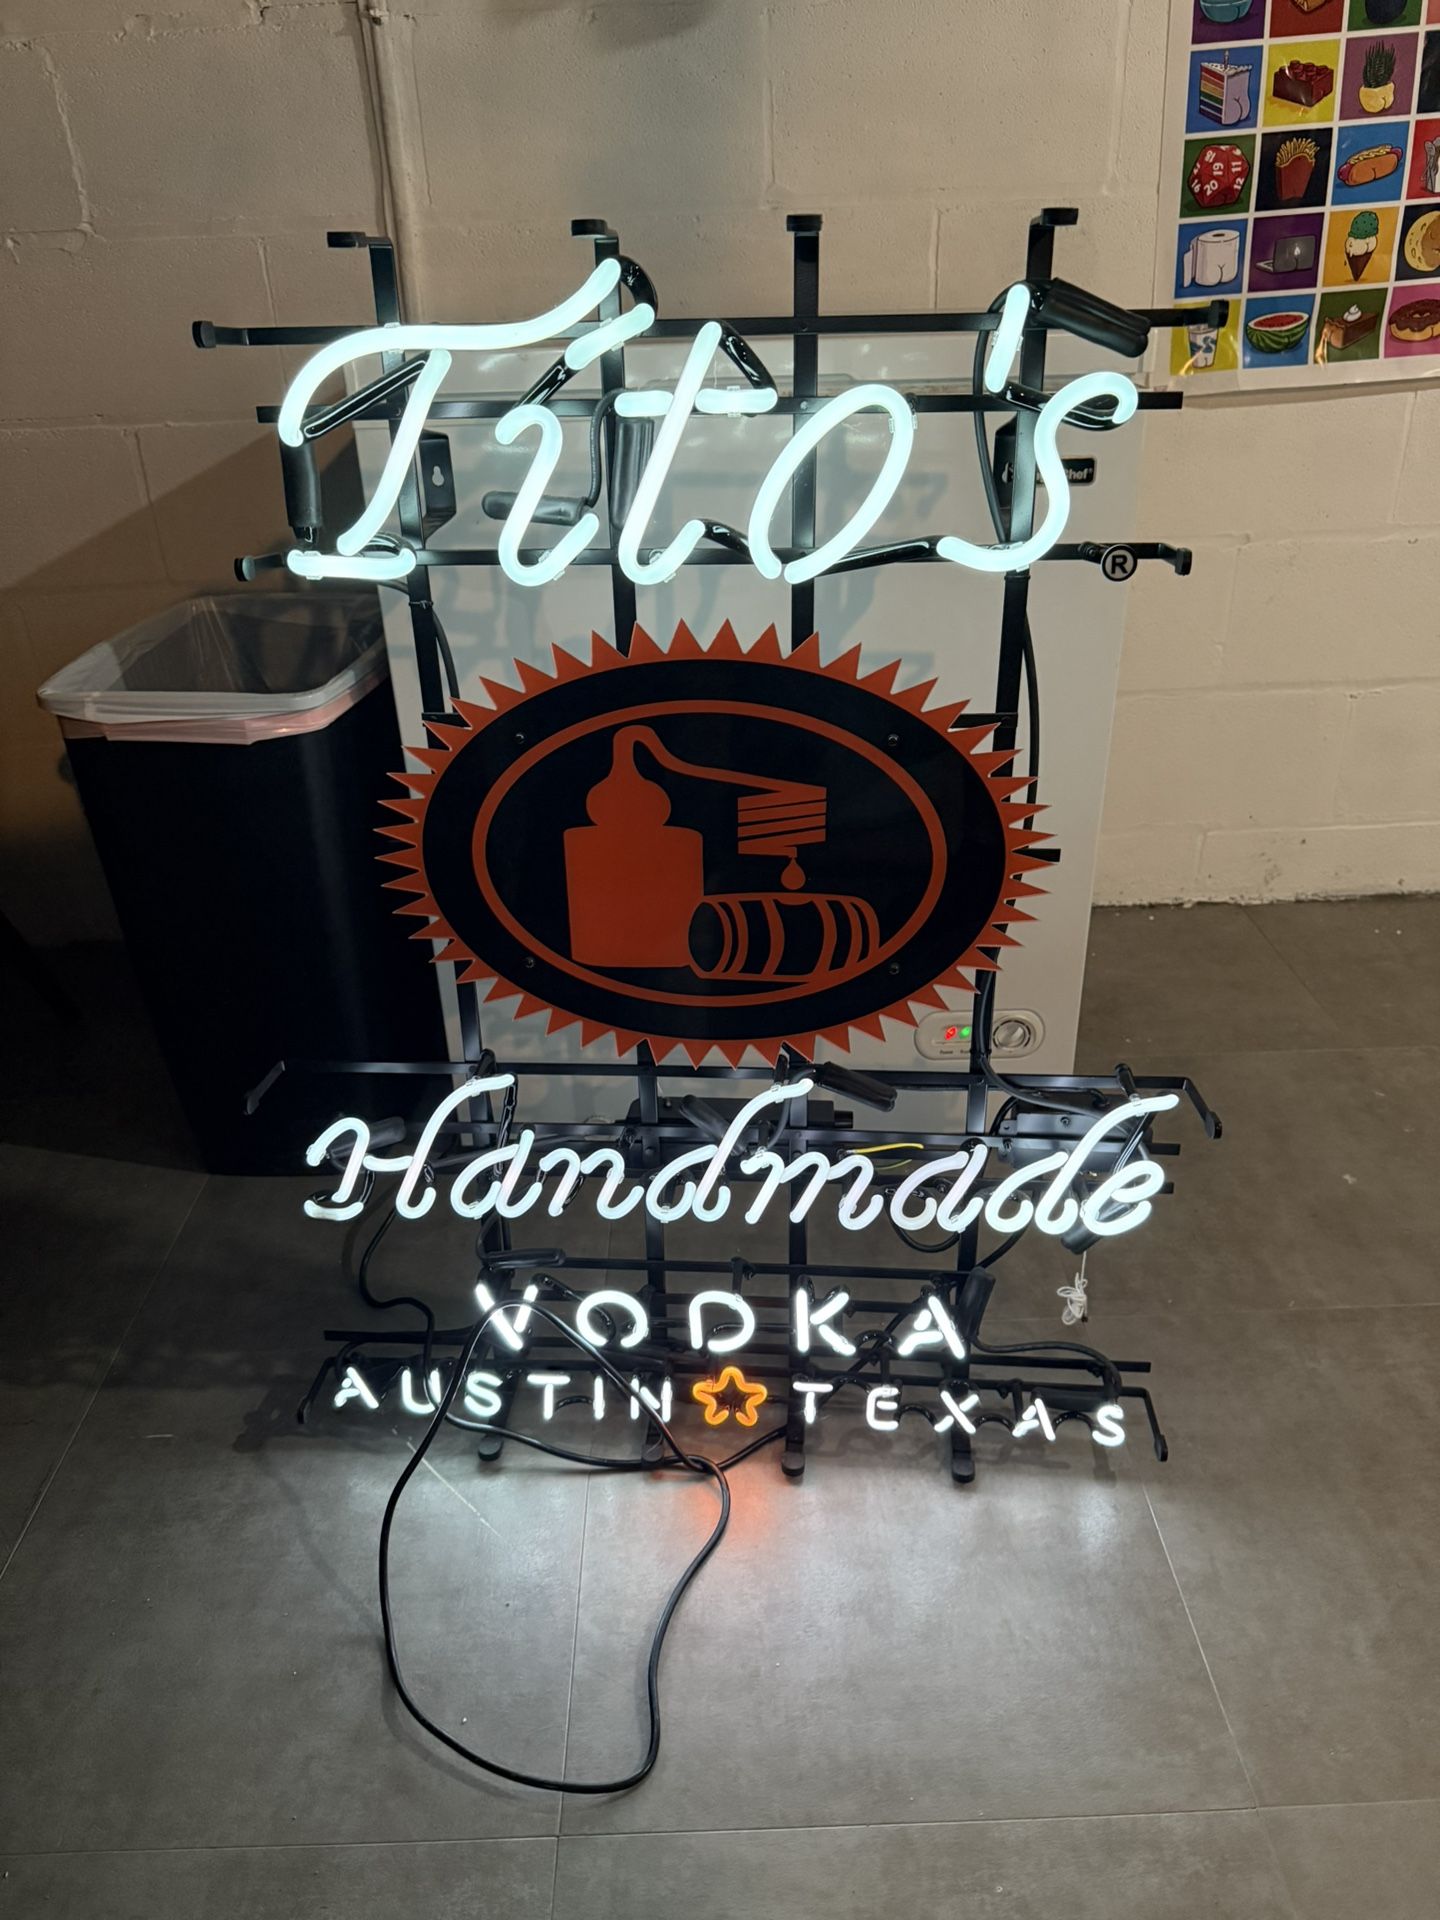 Tito's ®
Handmade
VODKA
AUSTIN TEXAS